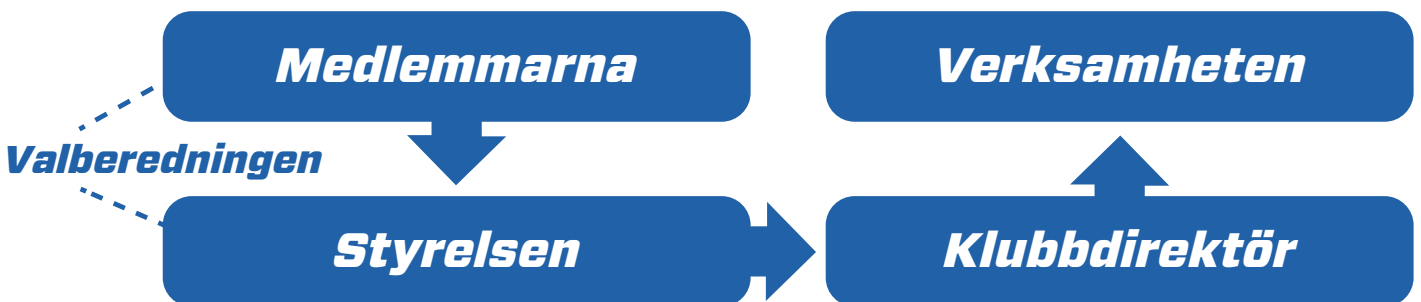 Medlemmarna
Verksamheten
Valberedningen
Styrelsen
Klubbdirektör